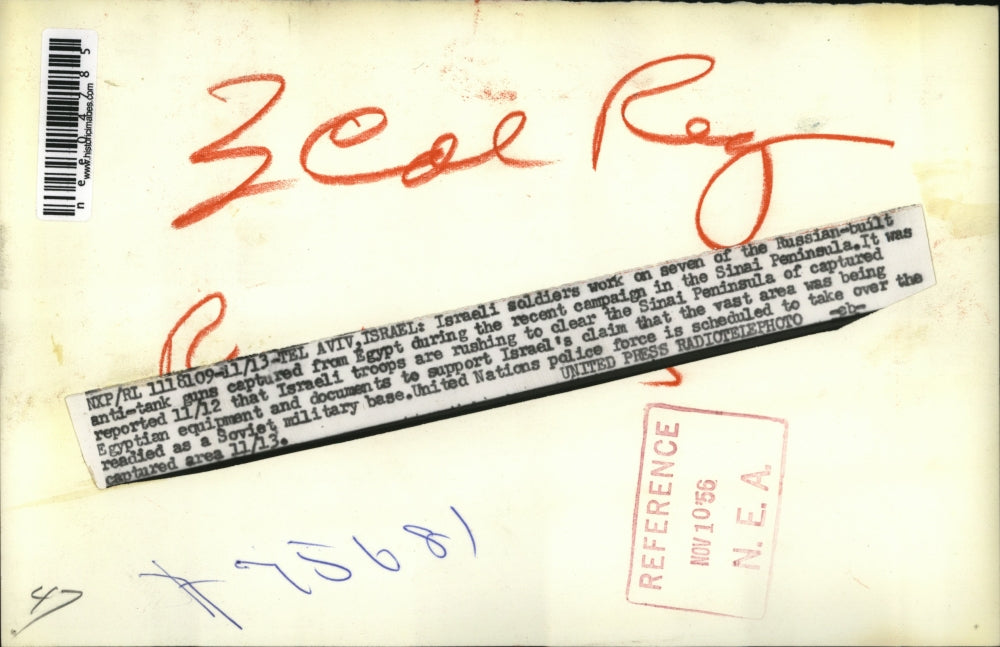 nee04785
www.historicimages.com
3 Col Reg
NXP/RL 1118109-11/13-TEL AVIV,ISRAEL: Israeli soldiers work on seven of the Russian-built
anti-tank guns captured from Egypt during the recent campaign in the Sinai Peninsula.It was
reported 11/12 that Israeli troops are rushing to clear the Sinai Peninsula of captured
Egyptian equipment and documents to support Israel's claim that the vast area was being
readied as a Soviet military base.United Nations police force is scheduled to take over the
captured area 11/13.
UNITED PRESS RADIOTELEPHOTO -eb-
REFERENCE
NOV 10 '56
N. E. A.
# 75681
47